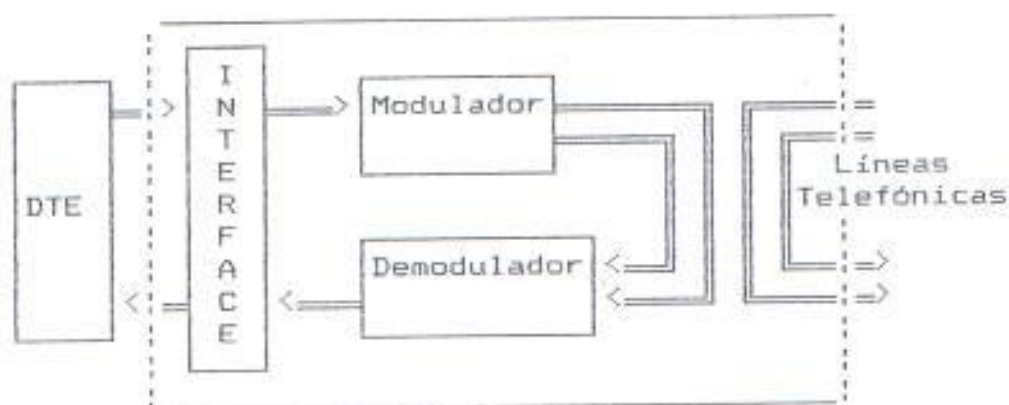 DTE
INTERFACE
Modulador
Demodulador
Líneas
Telefónicas